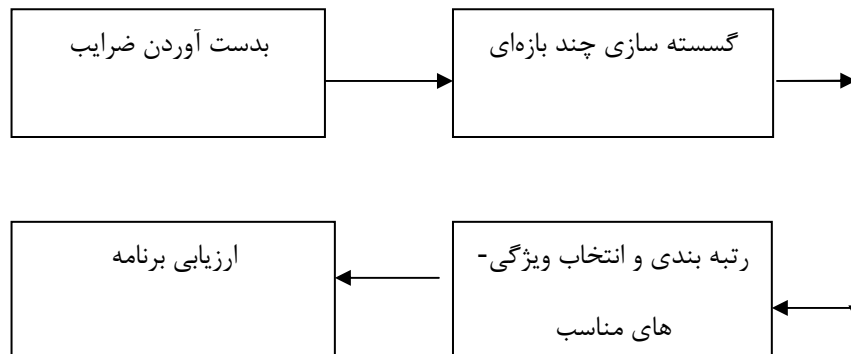 گسسته سازی چند بازه‌ای
بدست آوردن ضرایب
رتبه بندی و انتخاب ویژگی-
های مناسب
ارزیابی برنامه